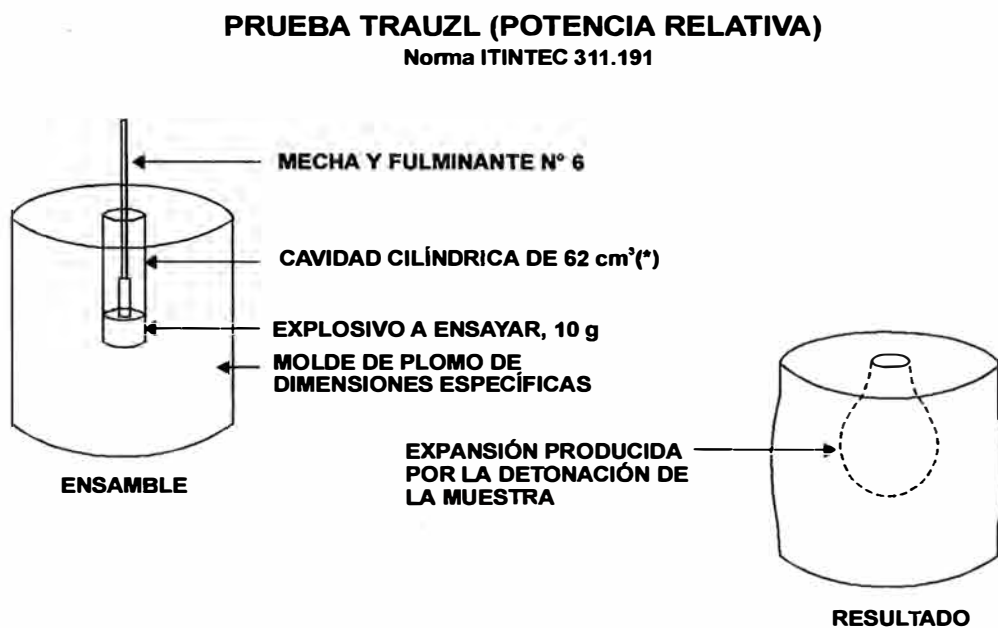 PRUEBA TRAUZL (POTENCIA RELATIVA)
Norma ITINTEC 311.191
MECHA Y FULMINANTE N° 6
CAVIDAD CILÍNDRICA DE 62 cm³(*)
EXPLOSIVO A ENSAYAR, 10 g
MOLDE DE PLOMO DE
DIMENSIONES ESPECÍFICAS
ENSAMBLE
EXPANSIÓN PRODUCIDA
POR LA DETONACIÓN DE
LA MUESTRA
RESULTADO